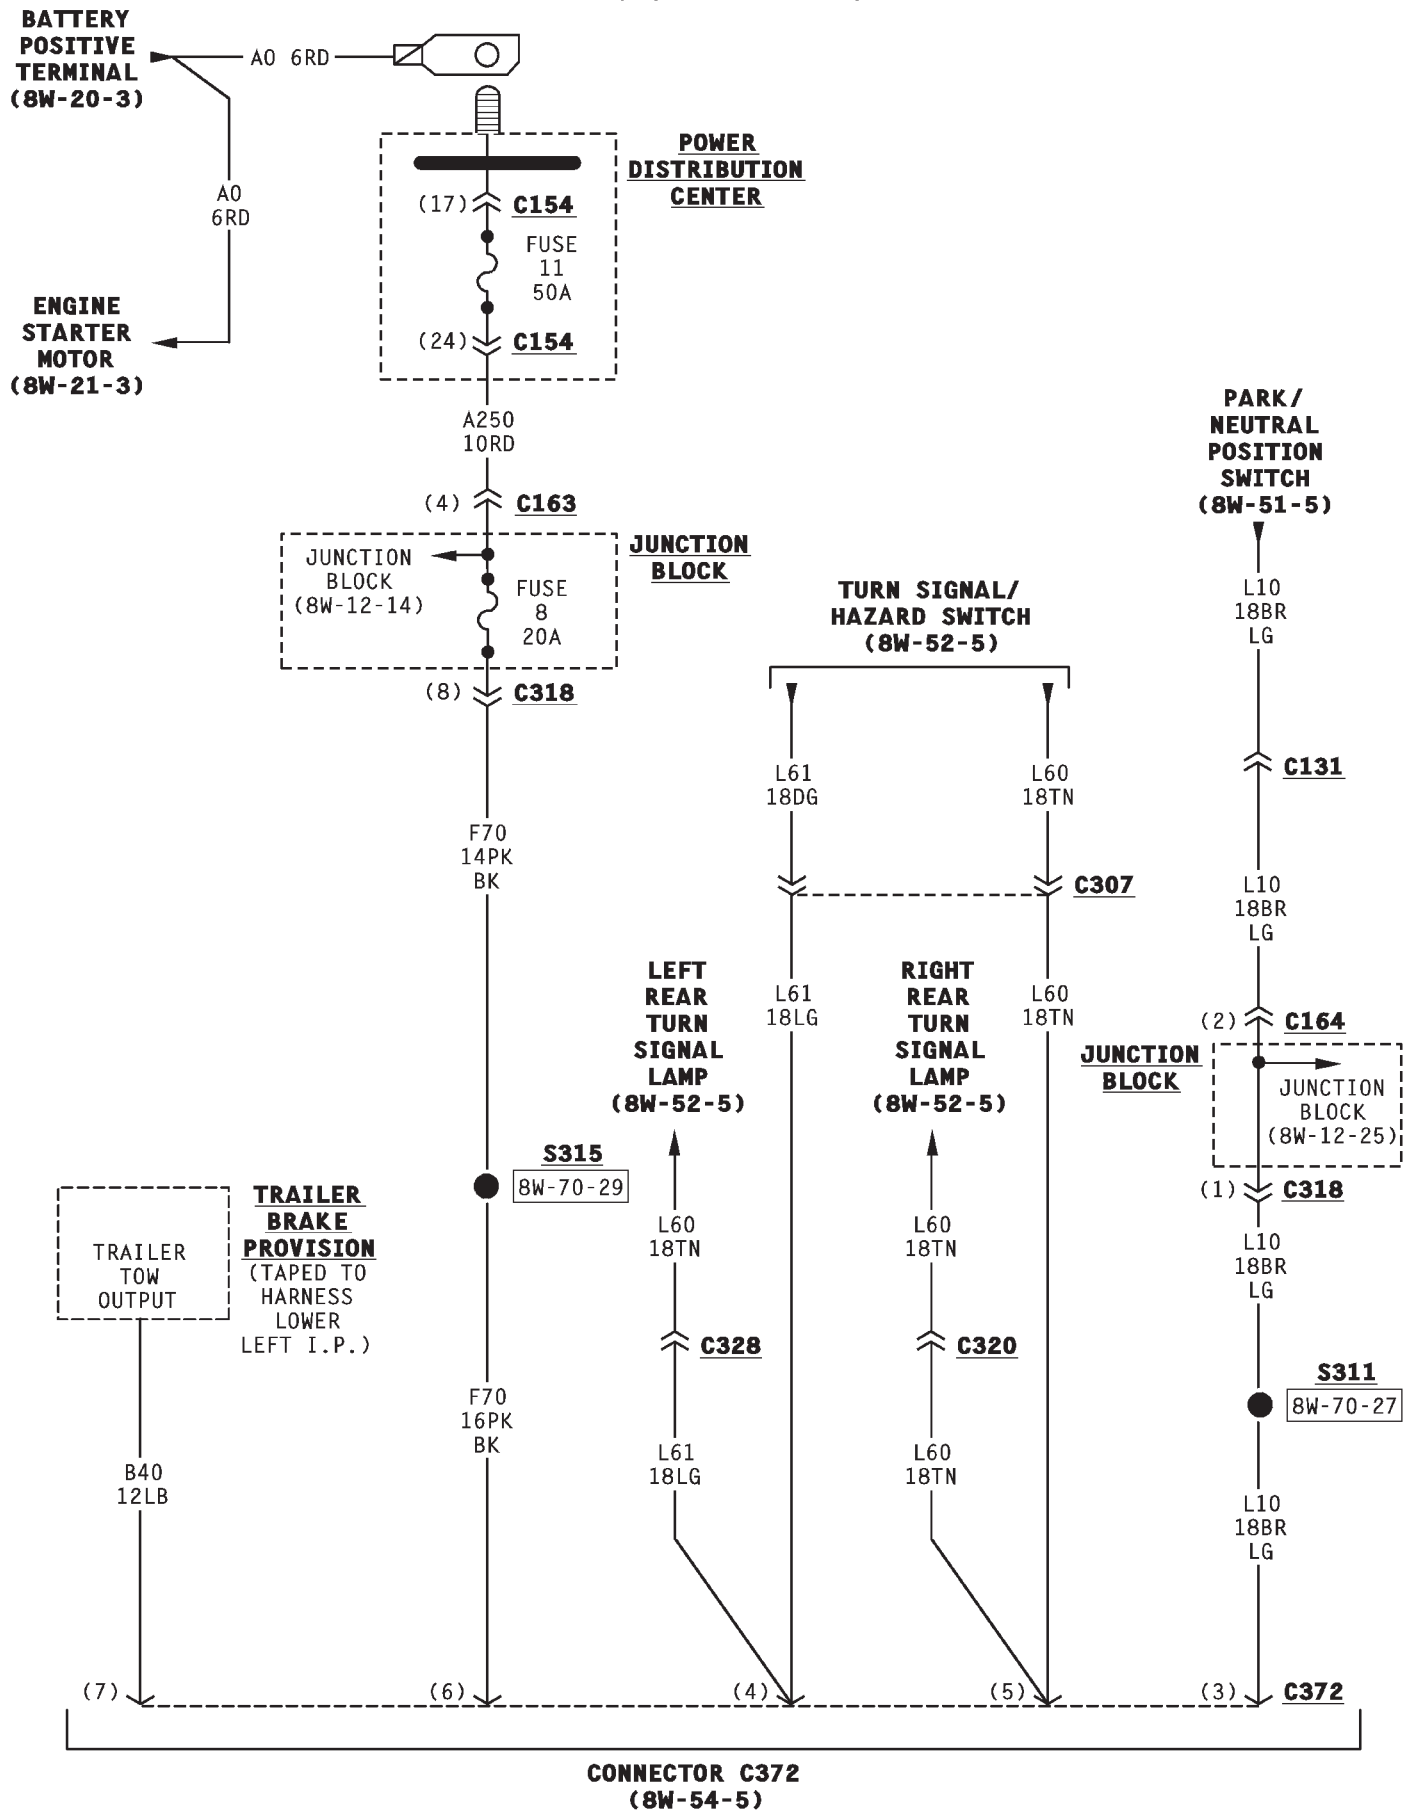 BATTERY
POSITIVE
TERMINAL
(8W-20-3)
A0 6RD
A0
6RD
ENGINE
STARTER
MOTOR
(8W-21-3)
POWER
DISTRIBUTION
CENTER
(17) C154
FUSE
11
50A
(24) C154
A250
10RD
(4) C163
JUNCTION
BLOCK
(8W-12-14)
FUSE
8
20A
JUNCTION
BLOCK
(8) C318
F70
14PK
BK
S315
8W-70-29
F70
16PK
BK
TRAILER
TOW
OUTPUT
TRAILER
BRAKE
PROVISION
(TAPED TO
HARNESS
LOWER
LEFT I.P.)
B40
12LB
TURN SIGNAL/
HAZARD SWITCH
(8W-52-5)
L61
18DG
L60
18TN
C307
L61
18LG
L60
18TN
LEFT
REAR
TURN
SIGNAL
LAMP
(8W-52-5)
L60
18TN
C328
L61
18LG
RIGHT
REAR
TURN
SIGNAL
LAMP
(8W-52-5)
L60
18TN
C320
L60
18TN
PARK/
NEUTRAL
POSITION
SWITCH
(8W-51-5)
L10
18BR
LG
C131
L10
18BR
LG
(2) C164
JUNCTION
BLOCK
JUNCTION
BLOCK
(8W-12-25)
(1) C318
L10
18BR
LG
S311
8W-70-27
L10
18BR
LG
(7) (6) (4) (5) (3) C372
CONNECTOR C372
(8W-54-5)